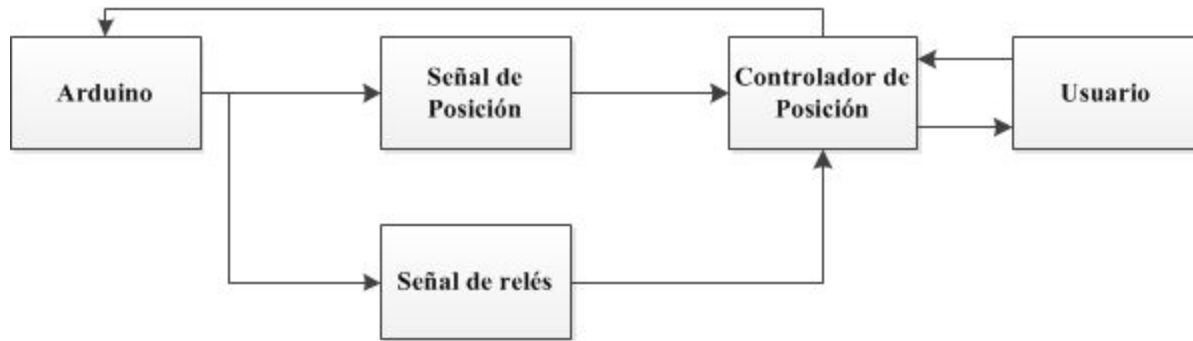 Arduino
Señal de
Posición
Controlador de
Posición
Usuario
Señal de relés